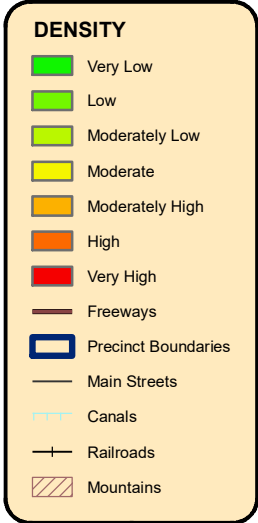 DENSITY
Very Low
Low
Moderately Low
Moderate
Moderately High
High
Very High
Freeways
Precinct Boundaries
Main Streets
Canals
Railroads
Mountains